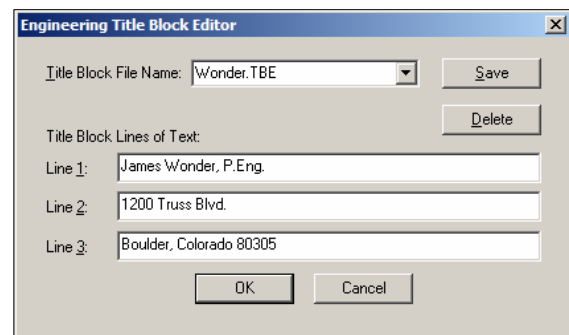 Engineering Title Block Editor
Title Block File Name: Wonder.TBE Save
Delete
Title Block Lines of Text:
Line 1: James Wonder, P.Eng.
Line 2: 1200 Truss Blvd.
Line 3: Boulder, Colorado 80305
OK Cancel